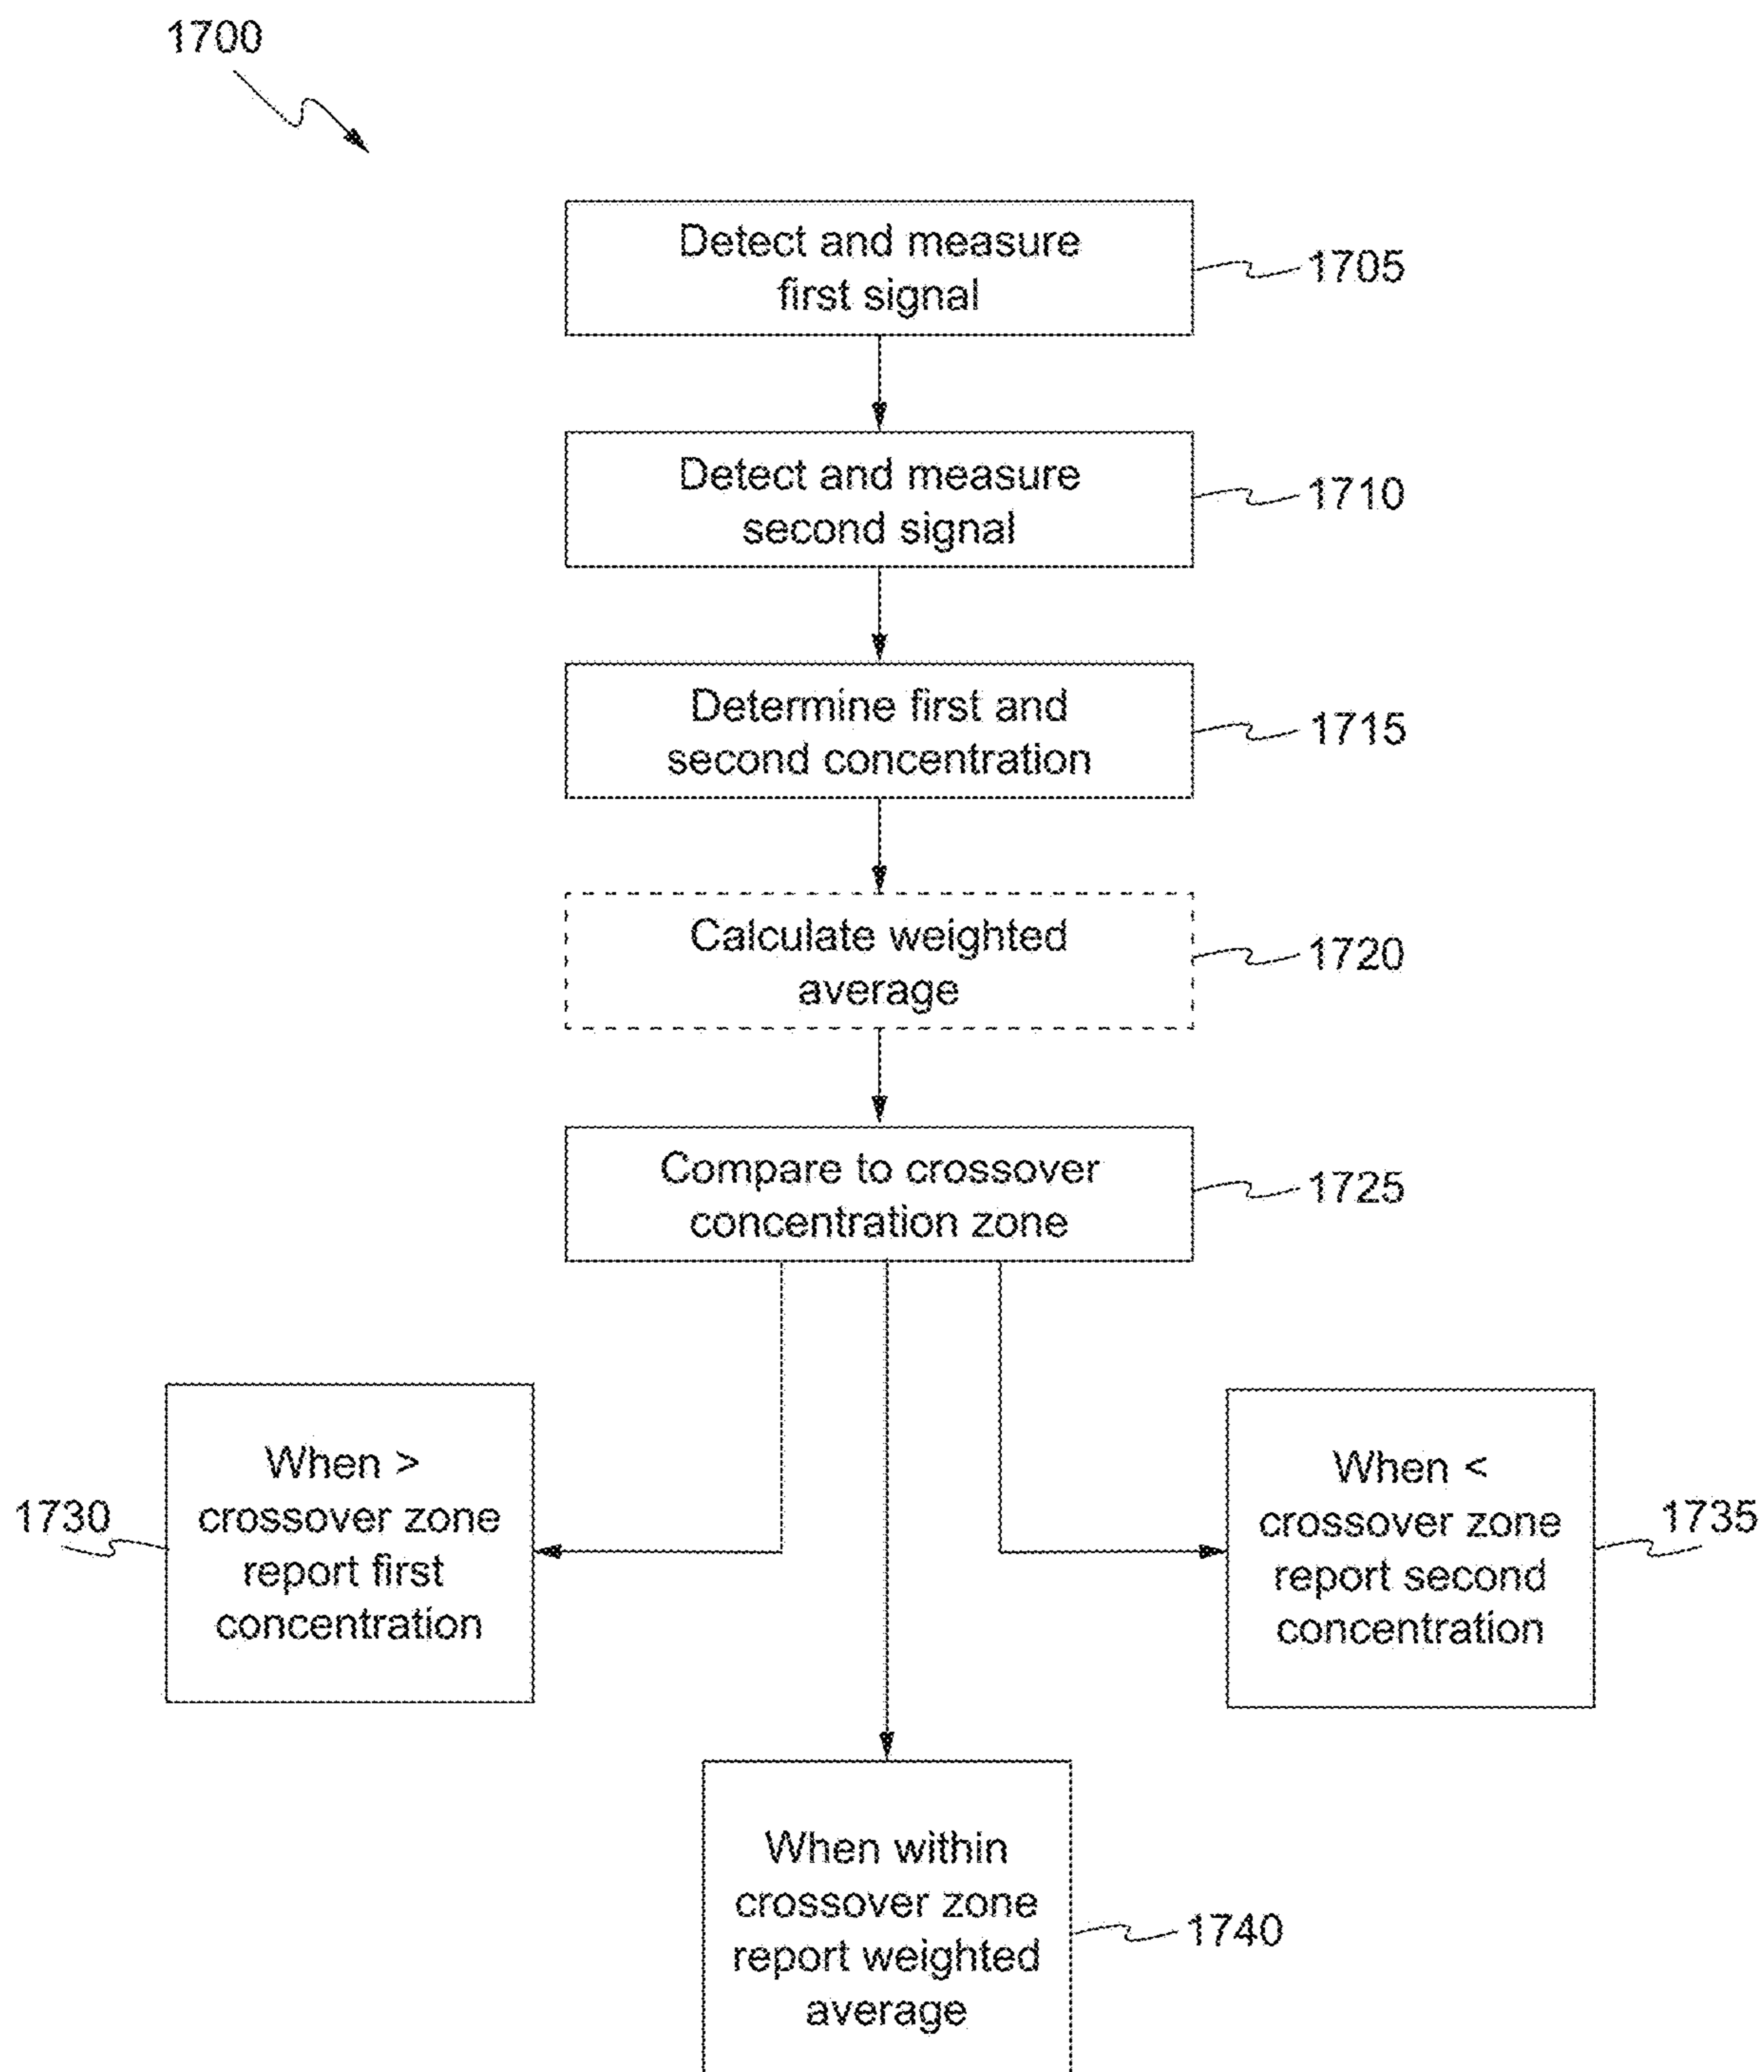 1700
Detect and measure
first signal
1705
Detect and measure
second signal
1710
Determine first and
second concentration
1715
Calculate weighted
average
1720
Compare to crossover
concentration zone
1725
When >
crossover zone
report first
concentration
1730
When <
crossover zone
report second
concentration
1735
When within
crossover zone
report weighted
average
1740